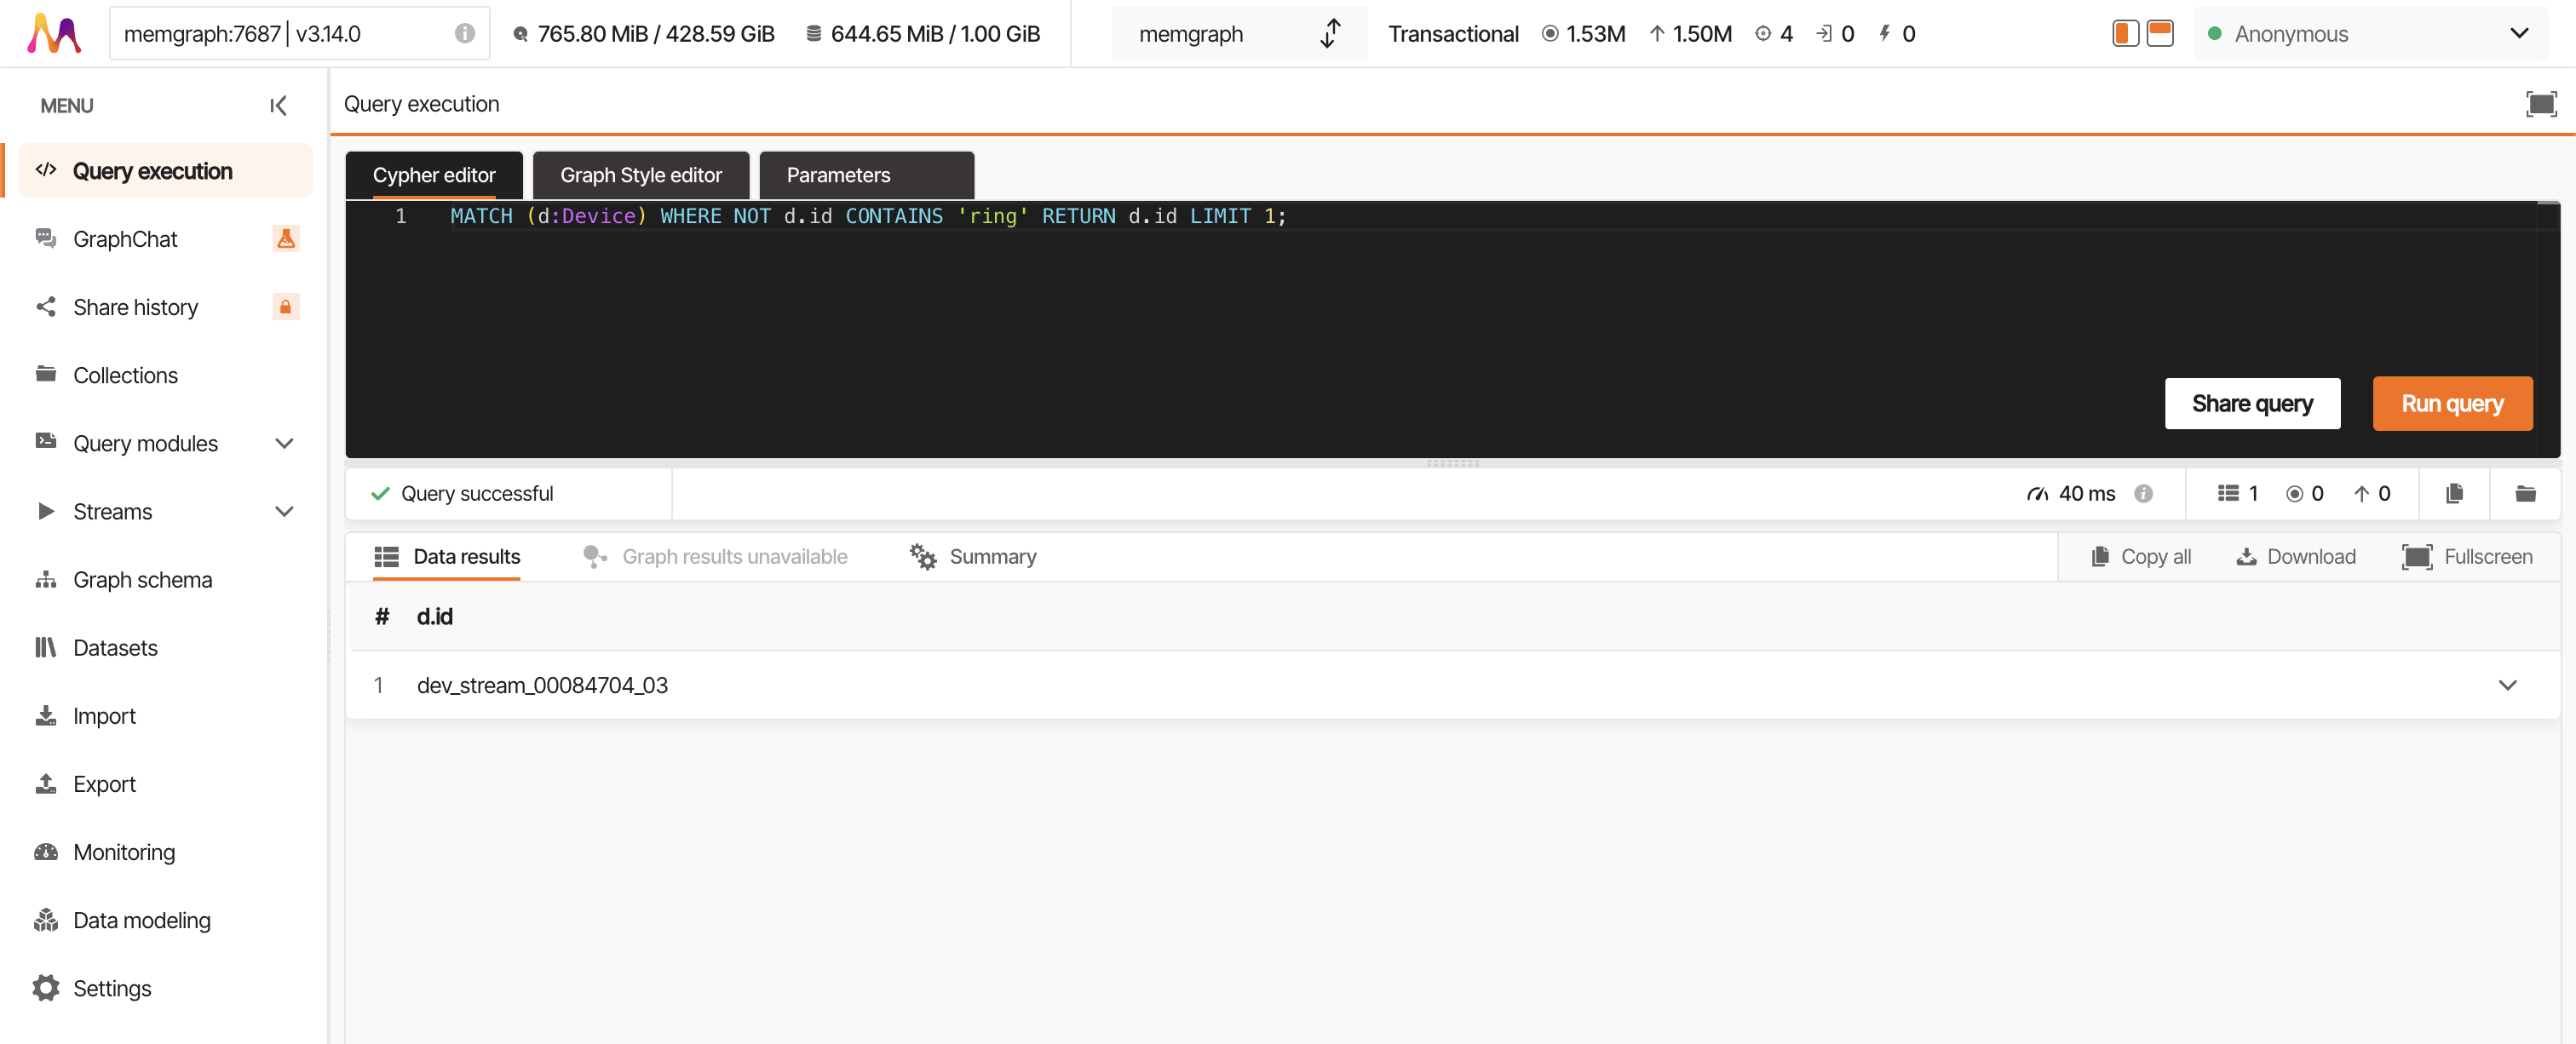 memgraph:7687 | v3.14.0
765.80 MiB / 428.59 GiB
644.65 MiB / 1.00 GiB
memgraph
Transactional
1.53M
1.50M
4
0
0
Anonymous
MENU
Query execution
GraphChat
Share history
Collections
Query modules
Streams
Graph schema
Datasets
Import
Export
Monitoring
Data modeling
Settings
Query execution
Cypher editor
Graph Style editor
Parameters
1 MATCH (d:Device) WHERE NOT d.id CONTAINS 'ring' RETURN d.id LIMIT 1;
Share query
Run query
Query successful
40 ms
1
0
0
Data results
Graph results unavailable
Summary
Copy all
Download
Fullscreen
# d.id
1 dev_stream_00084704_03